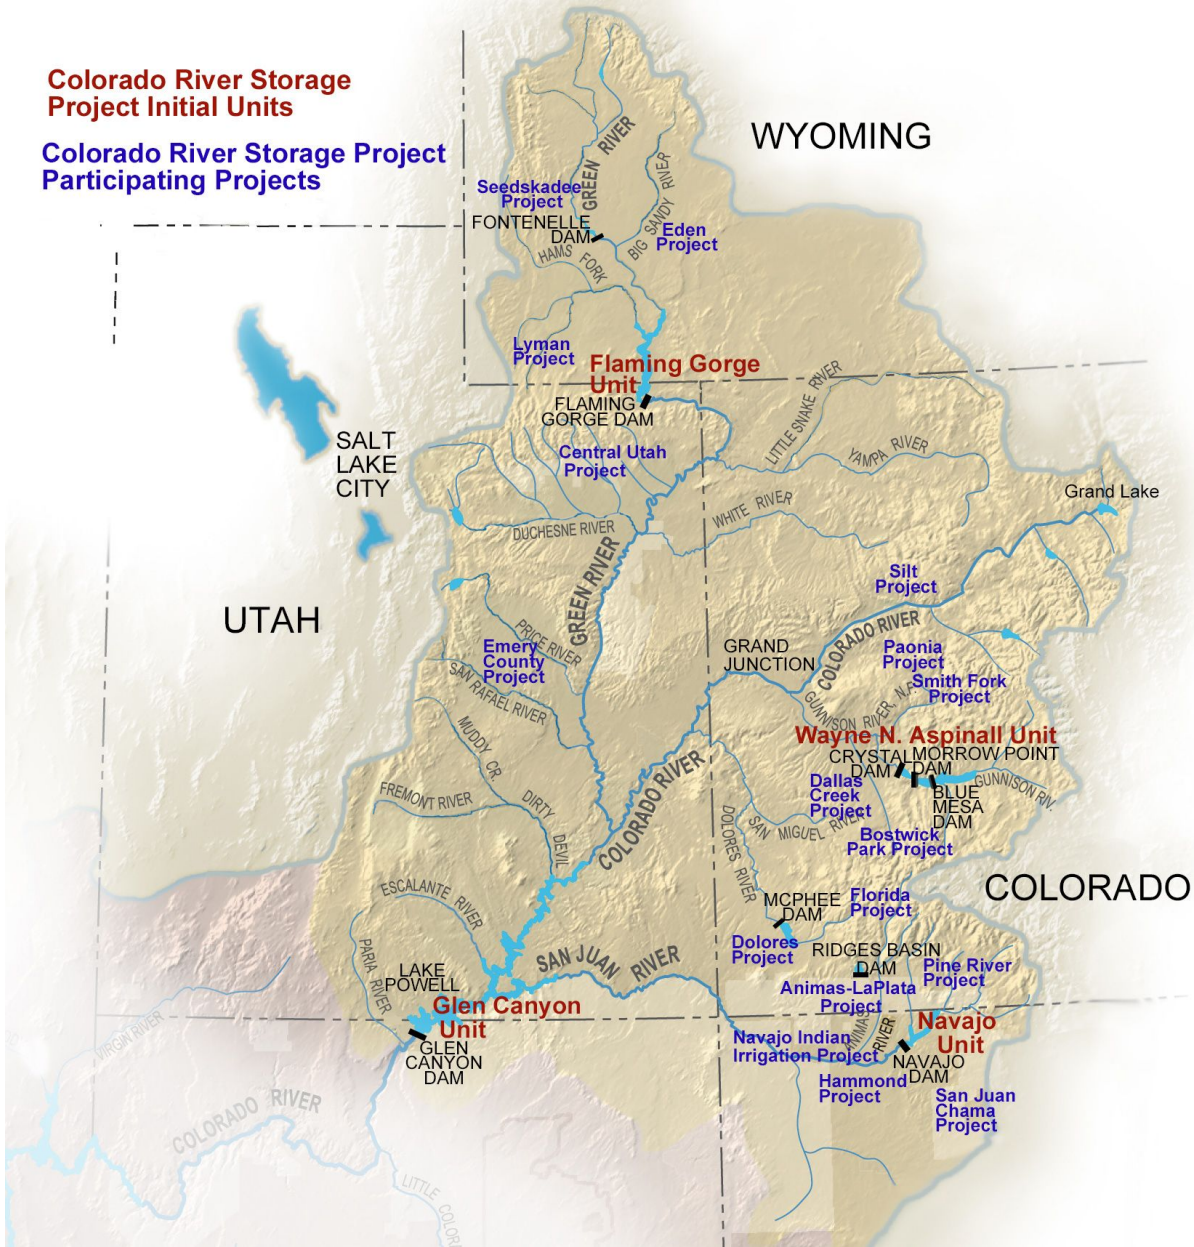 Colorado River Storage
Project Initial Units
Colorado River Storage Project
Participating Projects
WYOMING
GREEN RIVER
BIG SANDY RIVER
Seedskadee
Project
FONTENELLE
DAM
Eden
Project
HAMS FORK
Lyman
Project
Flaming Gorge
Unit
FLAMING
GORGE DAM
LITTLE SNAKE RIVER
YAMPA RIVER
SALT
LAKE
CITY
Central Utah
Project
Grand Lake
WHITE RIVER
DUCHESNE RIVER
GREEN RIVER
Silt
Project
UTAH
PRICE RIVER
Emery
County
Project
SAN RAFAEL RIVER
GRAND
JUNCTION
COLORADO RIVER
Paonia
Project
Smith Fork
Project
GUNNISON RIVER, N.F.
MUDDY CR.
Wayne N. Aspinall Unit
CRYSTAL
DAM
MORROW POINT
DAM
GUNNISON RIV.
BLUE
MESA
DAM
Dallas
Creek
Project
FREMONT RIVER
DIRTY DEVIL
COLORADO RIVER
DOLORES RIVER
SAN MIGUEL RIVER
Bostwick
Park Project
COLORADO
ESCALANTE RIVER
MCPHEE
DAM
Florida
Project
PARIA RIVER
SAN JUAN RIVER
Dolores
Project
RIDGES BASIN
DAM
Pine River
Project
LAKE
POWELL
Animas-LaPlata
Project
Glen Canyon
Unit
Navajo
Unit
VIRGIN RIVER
GLEN
CANYON
DAM
Navajo Indian
Irrigation Project
ANIMAS
RIVER
NAVAJO
DAM
Hammond
Project
San Juan
Chama
Project
COLORADO RIVER
LITTLE COLORA